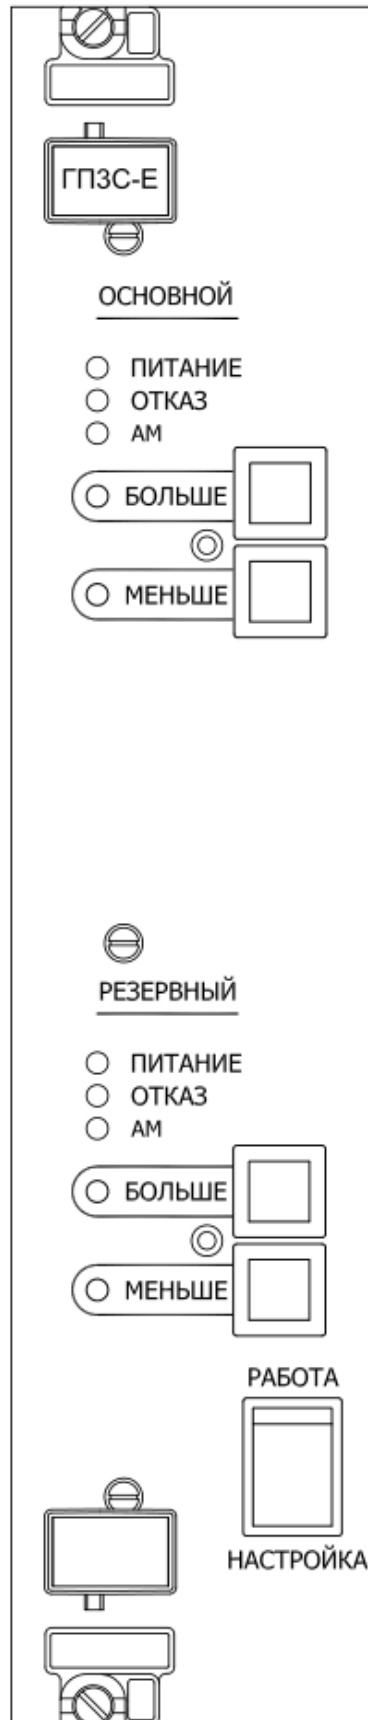 ГПЗС-Е
ОСНОВНОЙ
ПИТАНИЕ
ОТКАЗ
АМ
БОЛЬШЕ
МЕНЬШЕ
РЕЗЕРВНЫЙ
ПИТАНИЕ
ОТКАЗ
АМ
БОЛЬШЕ
МЕНЬШЕ
РАБОТА
НАСТРОЙКА